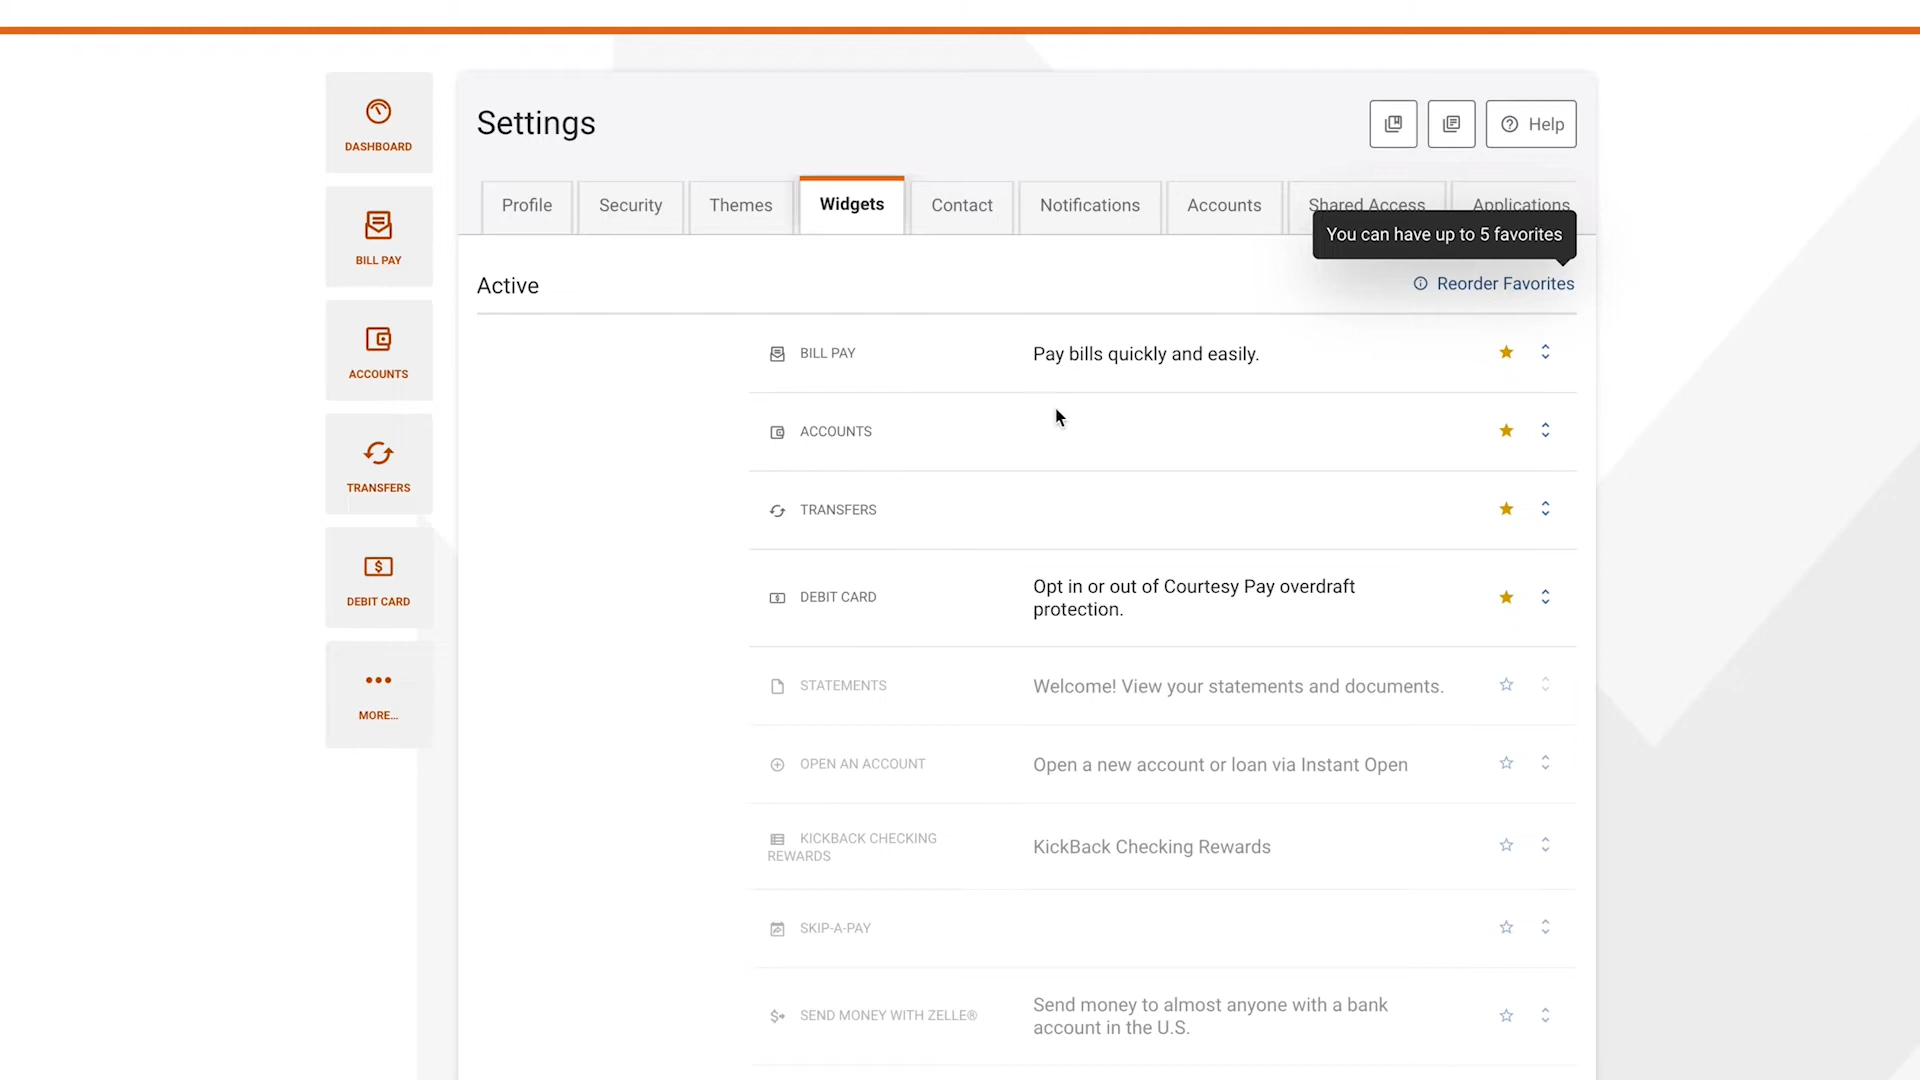 DASHBOARD
BILL PAY
ACCOUNTS
TRANSFERS
DEBIT CARD
MORE...
Settings
Help
Profile
Security
Themes
Widgets
Contact
Notifications
Accounts
Shared Access
Applications
You can have up to 5 favorites
Active
Reorder Favorites
BILL PAY
Pay bills quickly and easily.
ACCOUNTS
TRANSFERS
DEBIT CARD
Opt in or out of Courtesy Pay overdraft
protection.
STATEMENTS
Welcome! View your statements and documents.
OPEN AN ACCOUNT
Open a new account or loan via Instant Open
KICKBACK CHECKING
REWARDS
KickBack Checking Rewards
SKIP-A-PAY
SEND MONEY WITH ZELLE®
Send money to almost anyone with a bank
account in the U.S.